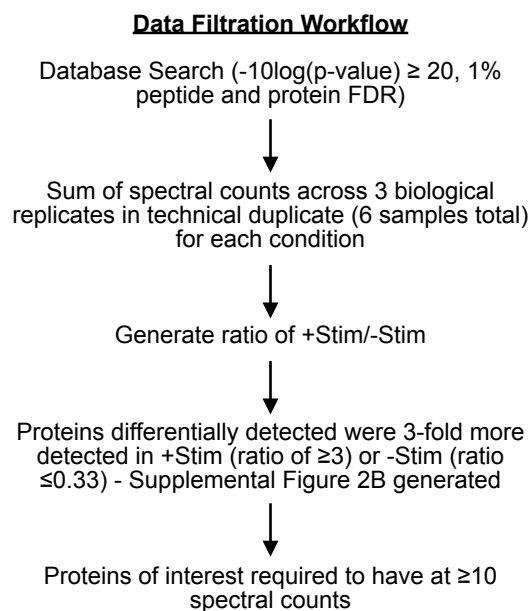 Data Filtration Workflow
Database Search (-10log(p-value) ≥ 20, 1%
peptide and protein FDR)
Sum of spectral counts across 3 biological
replicates in technical duplicate (6 samples total)
for each condition
Generate ratio of +Stim/-Stim
Proteins differentially detected were 3-fold more
detected in +Stim (ratio of ≥3) or -Stim (ratio
≤0.33) - Supplemental Figure 2B generated
Proteins of interest required to have at ≥10
spectral counts